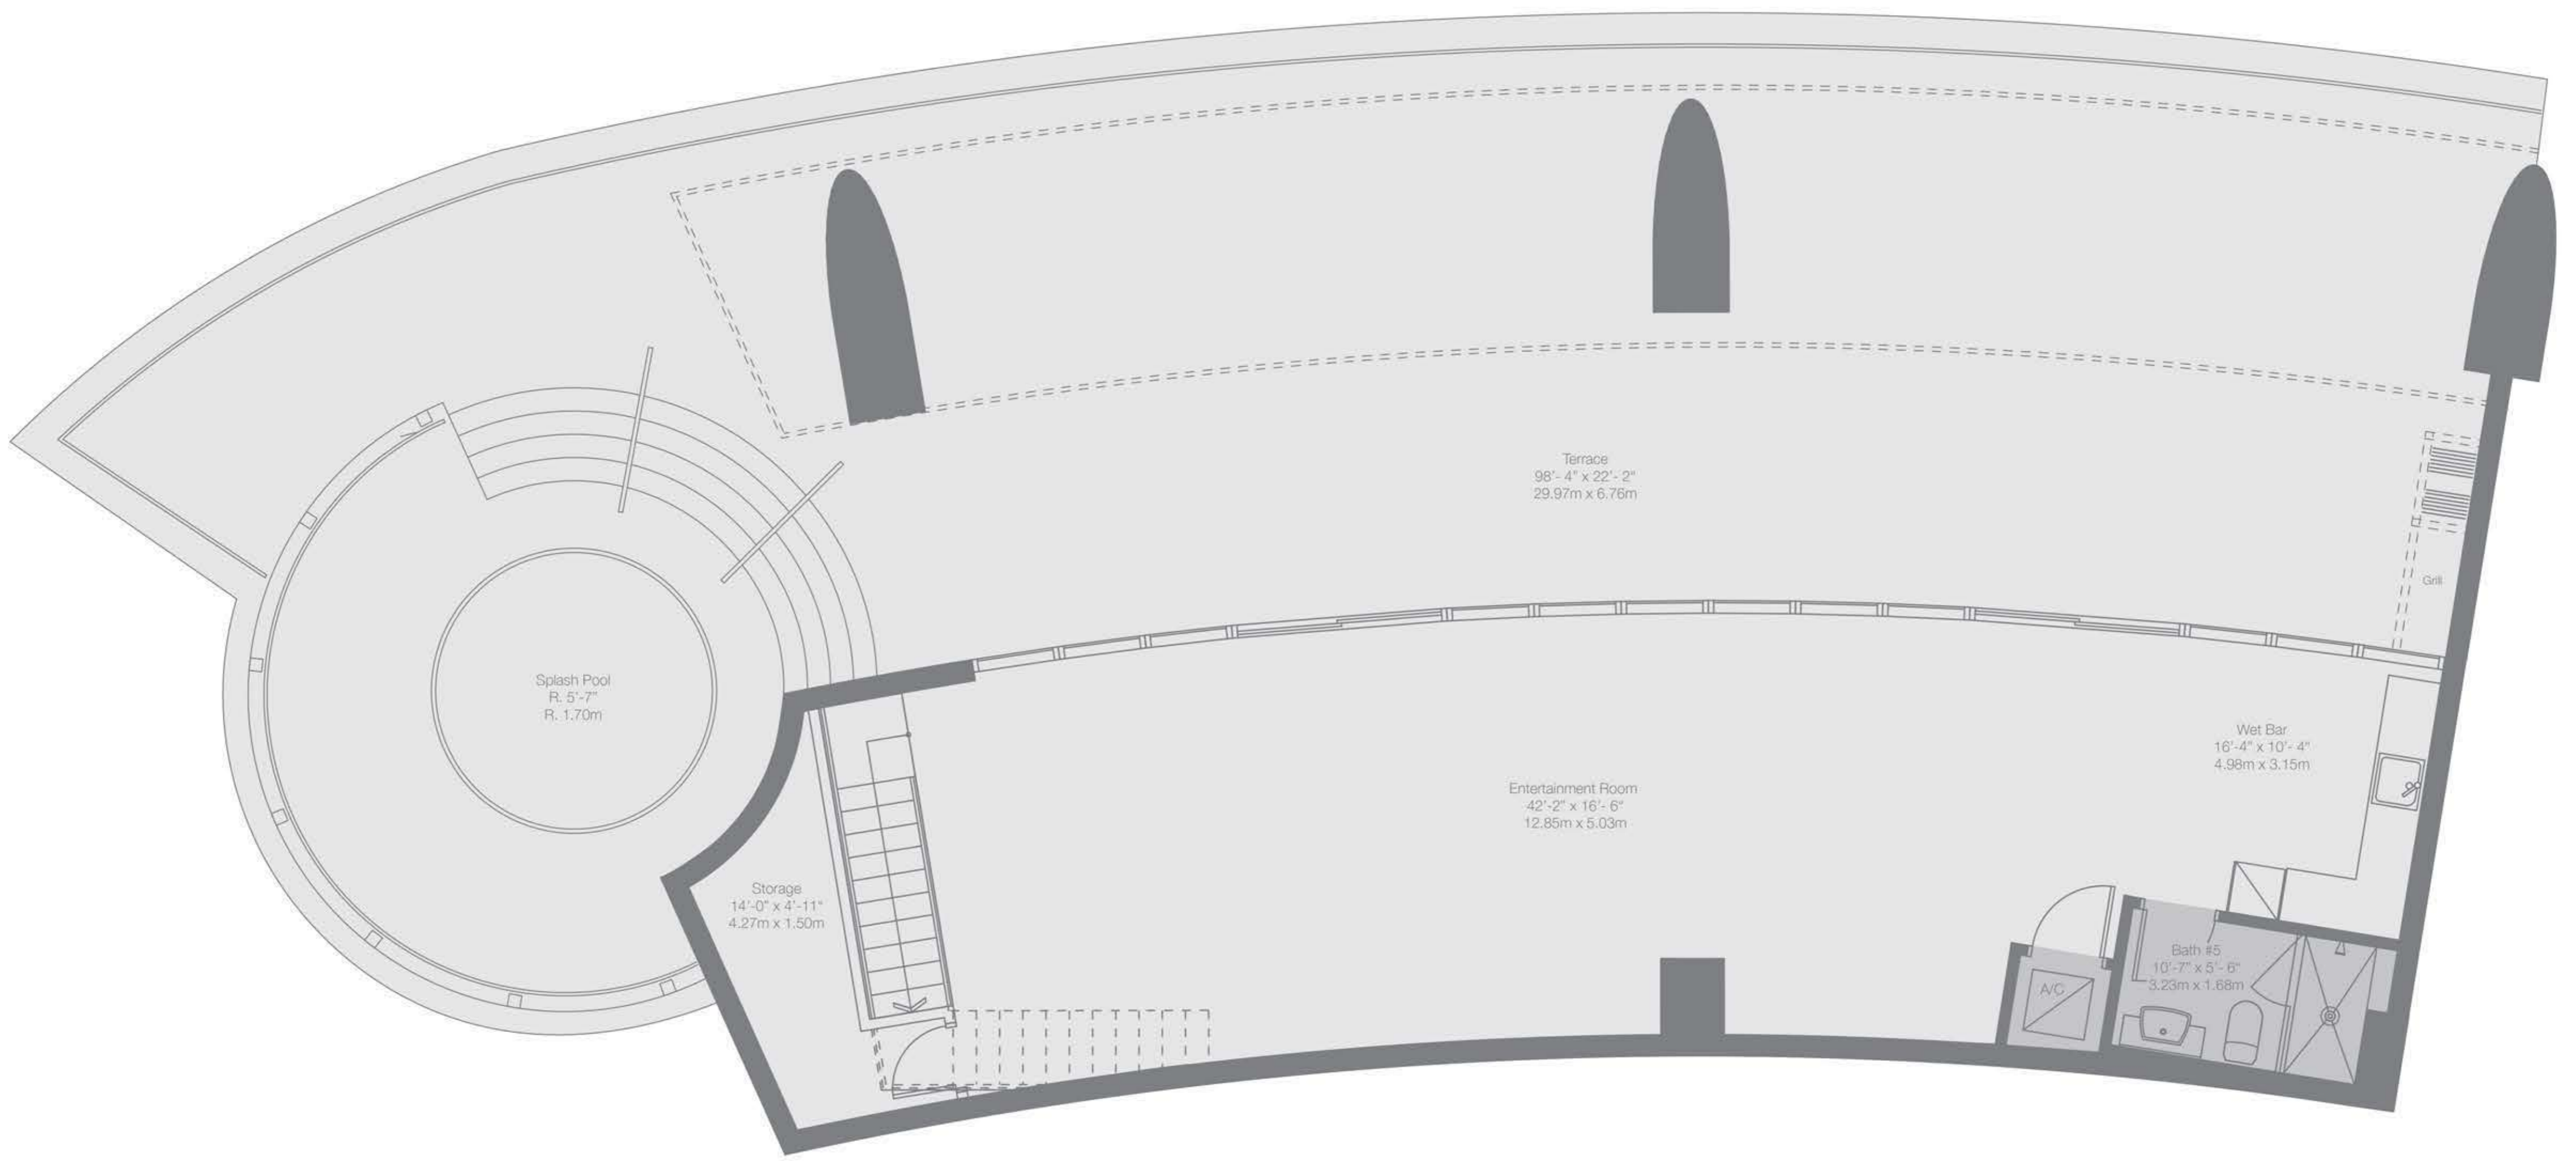 Terrace
98'- 4" x 22'- 2"
29.97m x 6.76m
Grill
Splash Pool
R. 5'-7"
R. 1.70m
Wet Bar
16'-4" x 10'- 4"
4.98m x 3.15m
Entertainment Room
42'-2" x 16'- 6"
12.85m x 5.03m
Storage
14'-0" x 4'-11"
4.27m x 1.50m
Bath #5
10'-7" x 5'- 6"
3.23m x 1.68m
A/C